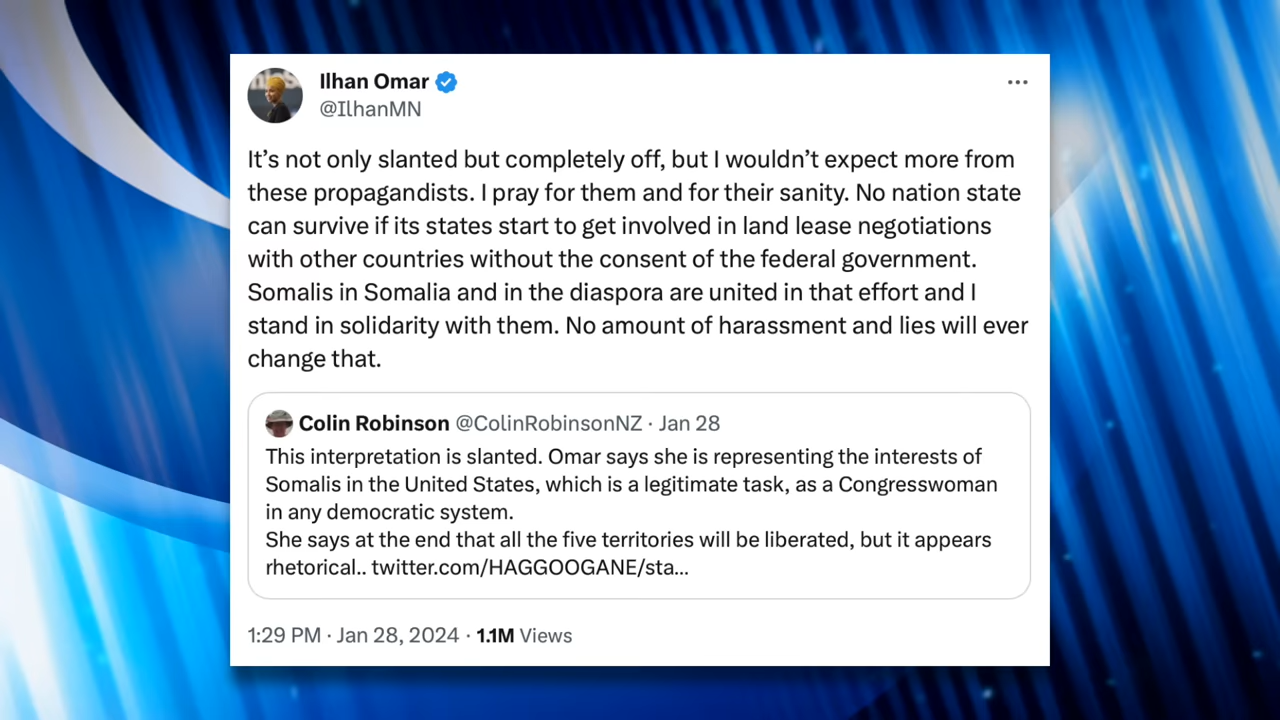 Ilhan Omar
@IlhanMN
It’s not only slanted but completely off, but I wouldn’t expect more from
these propagandists. I pray for them and for their sanity. No nation state
can survive if its states start to get involved in land lease negotiations
with other countries without the consent of the federal government.
Somalis in Somalia and in the diaspora are united in that effort and I
stand in solidarity with them. No amount of harassment and lies will ever
change that.
Colin Robinson @ColinRobinsonNZ · Jan 28
This interpretation is slanted. Omar says she is representing the interests of
Somalis in the United States, which is a legitimate task, as a Congresswoman
in any democratic system.
She says at the end that all the five territories will be liberated, but it appears
rhetorical.. twitter.com/HAGGOOGANE/sta...
1:29 PM · Jan 28, 2024 · 1.1M Views